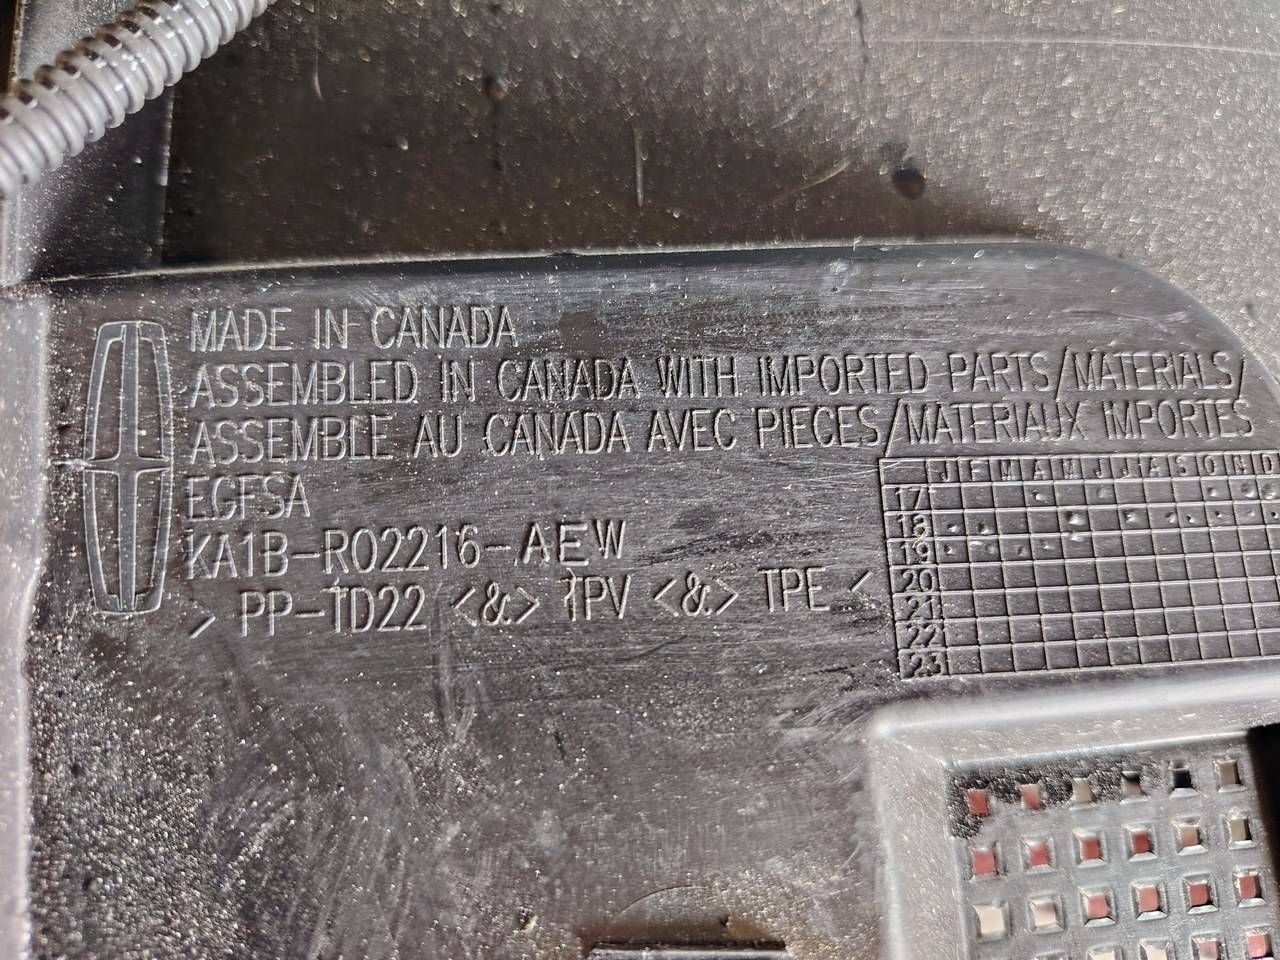 MADE IN CANADA
ASSEMBLED IN CANADA WITH IMPORTED PARTS/MATERIALS/
ASSEMBLE AU CANADA AVEC PIECES/MATERIAUX IMPORTES
EGFSA
KA1B-R02216-AEW
> PP-TD22 <&> TPV <&> TPE <
J F M A M J J A S O N D
17
18
19
20
21
22
23